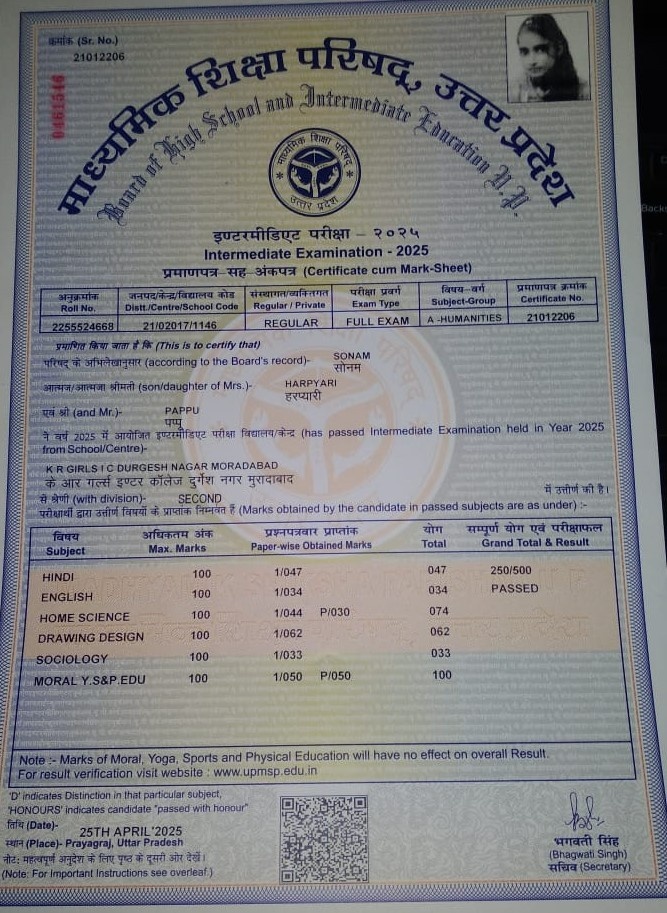 क्रमांक (Sr. No.)
21012206
0461546
माध्यमिक शिक्षा परिषद्, उत्तर प्रदेश
Board of High School and Intermediate Education U.P.
माध्यमिक शिक्षा परिषद्
उत्तर प्रदेश
इण्टरमीडिएट परीक्षा – २०२५
Intermediate Examination - 2025
प्रमाणपत्र-सह-अंकपत्र (Certificate cum Mark-Sheet)
अनुक्रमांक जनपद/केन्द्र/विद्यालय कोड संस्थागत/व्यक्तिगत परीक्षा प्रवर्ग विषय-वर्ग प्रमाणपत्र क्रमांक
Roll No. Distt./Centre/School Code Regular / Private Exam Type Subject-Group Certificate No.
2255524668 21/02017/1146 REGULAR FULL EXAM A -HUMANITIES 21012206
प्रमाणित किया जाता है कि (This is to certify that)
परिषद के अभिलेखानुसार (according to the Board's record)- SONAM
सोनम
आत्मज/आत्मजा श्रीमती (son/daughter of Mrs.)- HARPYARI
हरप्यारी
एवं श्री (and Mr.)- PAPPU
पप्पू
ने वर्ष 2025 में आयोजित इण्टरमीडिएट परीक्षा विद्यालय/केन्द्र (has passed Intermediate Examination held in Year 2025
from School/Centre)-
K R GIRLS I C DURGESH NAGAR MORADABAD
के आर गर्ल्स इण्टर कॉलेज दुर्गेश नगर मुरादाबाद
से श्रेणी (with division)- SECOND में उत्तीर्ण की है।
परीक्षार्थी द्वारा उत्तीर्ण विषयों के प्राप्तांक निम्नवत हैं (Marks obtained by the candidate in passed subjects are as under) :-
विषय अधिकतम अंक प्रश्नपत्रवार प्राप्तांक योग सम्पूर्ण योग एवं परीक्षाफल
Subject Max. Marks Paper-wise Obtained Marks Total Grand Total & Result
HINDI 100 1/047 047 250/500
ENGLISH 100 1/034 034 PASSED
HOME SCIENCE 100 1/044 P/030 074
DRAWING DESIGN 100 1/062 062
SOCIOLOGY 100 1/033 033
MORAL Y.S&P.EDU 100 1/050 P/050 100
Note :- Marks of Moral, Yoga, Sports and Physical Education will have no effect on overall Result.
For result verification visit website : www.upmsp.edu.in
'D' indicates Distinction in that particular subject,
'HONOURS' indicates candidate "passed with honour"
तिथि (Date)- 25TH APRIL'2025
स्थान (Place)- Prayagraj, Uttar Pradesh
नोट: महत्वपूर्ण अनुदेश के लिए पृष्ठ के दूसरी ओर देखें।
(Note: For Important Instructions see overleaf.)
भगवती सिंह
(Bhagwati Singh)
सचिव (Secretary)